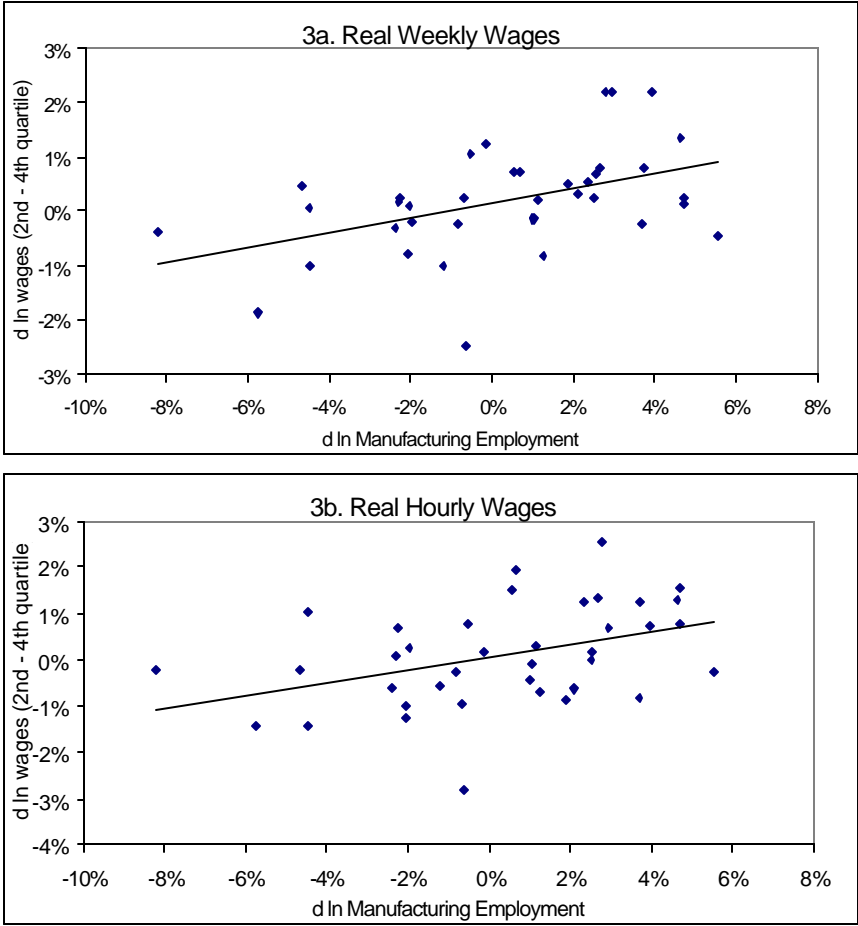 3a. Real Weekly Wages
d ln wages (2nd - 4th quartile)
3%
2%
1%
0%
-1%
-2%
-3%
-10% -8% -6% -4% -2% 0% 2% 4% 6% 8%
d ln Manufacturing Employment
3b. Real Hourly Wages
d ln wages (2nd - 4th quartile
3%
2%
1%
0%
-1%
-2%
-3%
-4%
-10% -8% -6% -4% -2% 0% 2% 4% 6% 8%
d ln Manufacturing Employment